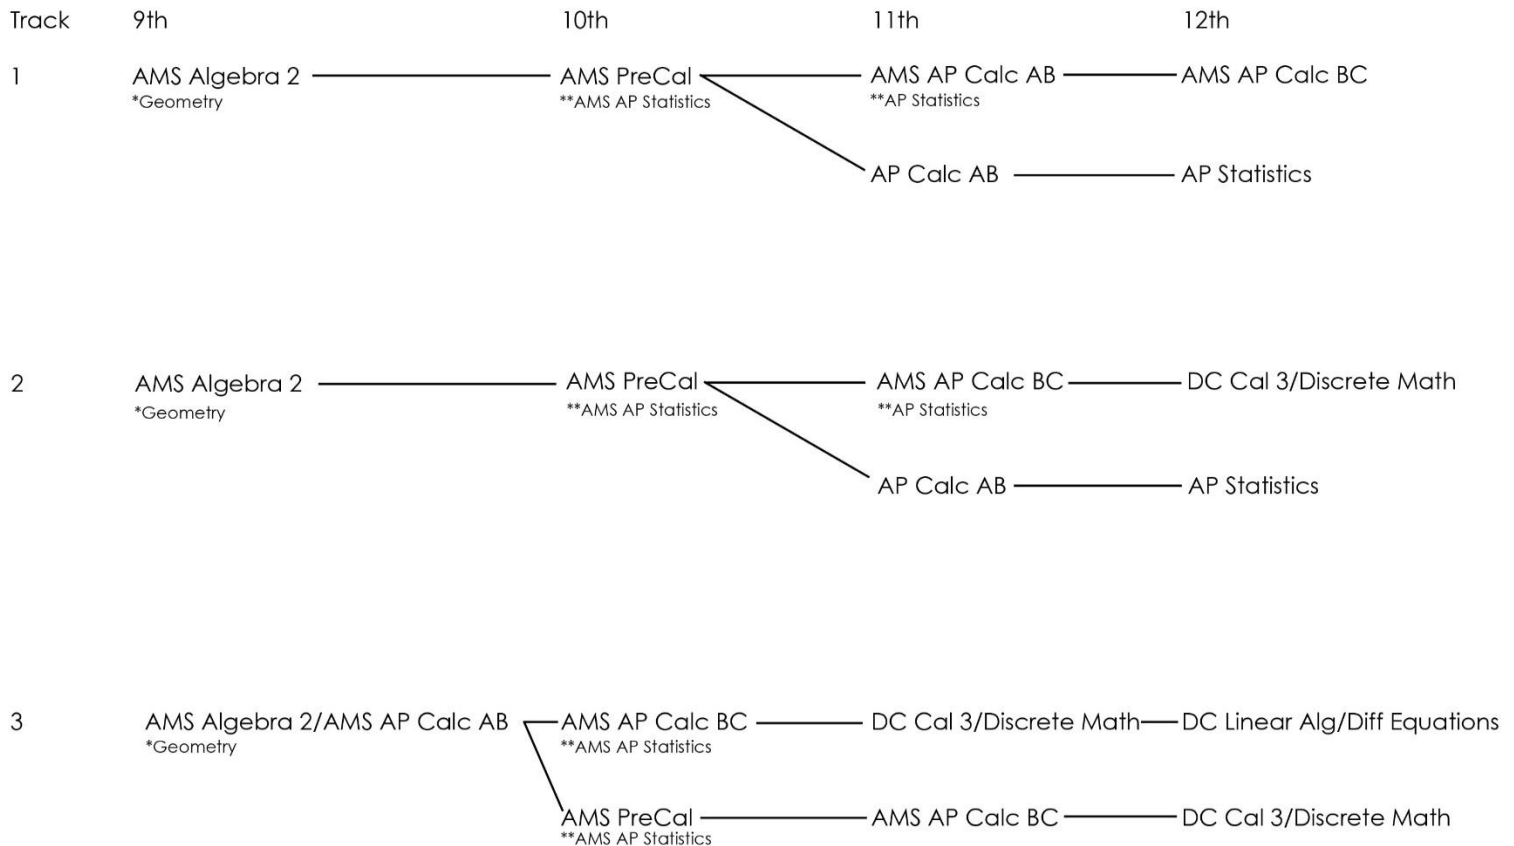 Track 9th 10th 11th 12th
1 AMS Algebra 2 AMS PreCal AMS AP Calc AB AMS AP Calc BC
*Geometry **AMS AP Statistics **AP Statistics
AP Calc AB AP Statistics
2 AMS Algebra 2 AMS PreCal AMS AP Calc BC DC Cal 3/Discrete Math
*Geometry **AMS AP Statistics **AP Statistics
AP Calc AB AP Statistics
3 AMS Algebra 2/AMS AP Calc AB AMS AP Calc BC DC Cal 3/Discrete Math DC Linear Alg/Diff Equations
*Geometry **AMS AP Statistics
AMS PreCal AMS AP Calc BC DC Cal 3/Discrete Math
**AMS AP Statistics